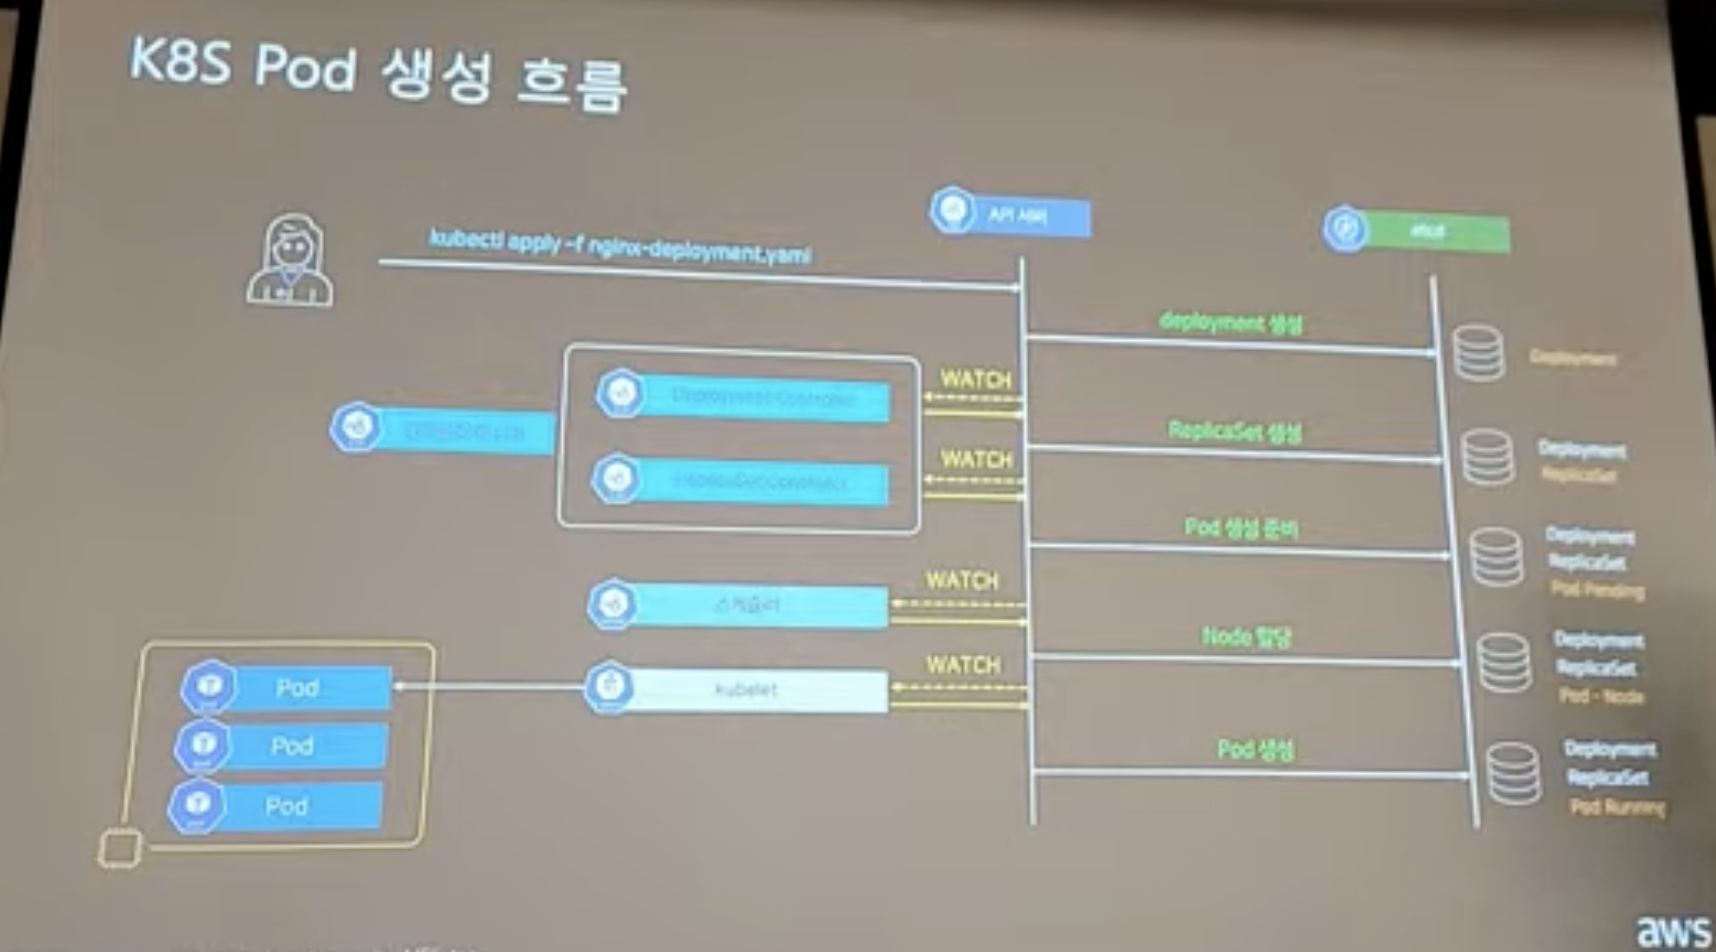 K8S Pod 생성 흐름
kubectl apply -f nginx-deployment.yaml
API 서버
etcd
deployment 생성
Deployment
WATCH
Deployment Controller
ReplicaSet 생성
Deployment
ReplicaSet
WATCH
ReplicaSet Controller
Pod 생성 준비
Deployment
ReplicaSet
Pod Pending
WATCH
스케줄러
Node 할당
Deployment
ReplicaSet
Pod - Node
WATCH
kubelet
Pod
Pod
Pod
Pod 생성
Deployment
ReplicaSet
Pod Running
aws